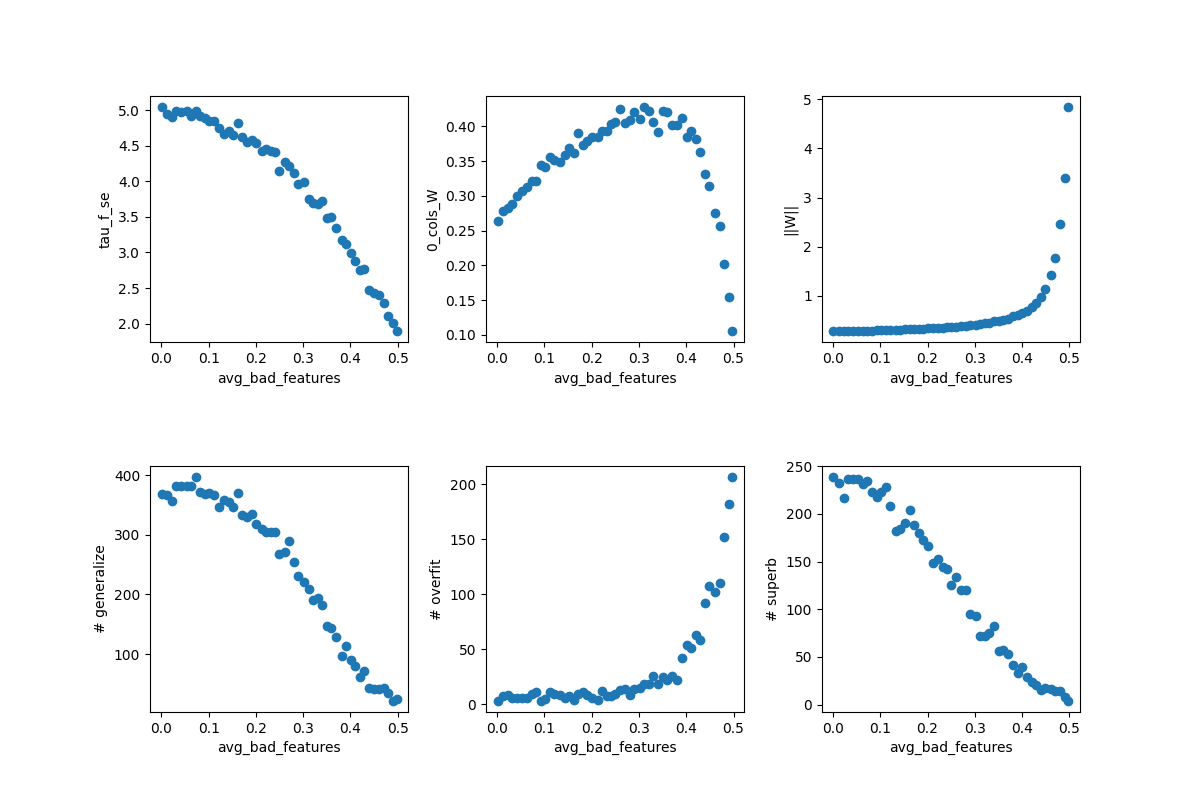 5.0
4.5
4.0
3.5
3.0
2.5
2.0
tau_f_se
0.0 0.1 0.2 0.3 0.4 0.5
avg_bad_features
0.40
0.35
0.30
0.25
0.20
0.15
0.10
0_cols_W
0.0 0.1 0.2 0.3 0.4 0.5
avg_bad_features
5
4
3
2
1
||W||
0.0 0.1 0.2 0.3 0.4 0.5
avg_bad_features
400
300
200
100
# generalize
0.0 0.1 0.2 0.3 0.4 0.5
avg_bad_features
200
150
100
50
0
# overfit
0.0 0.1 0.2 0.3 0.4 0.5
avg_bad_features
250
200
150
100
50
0
# superb
0.0 0.1 0.2 0.3 0.4 0.5
avg_bad_features